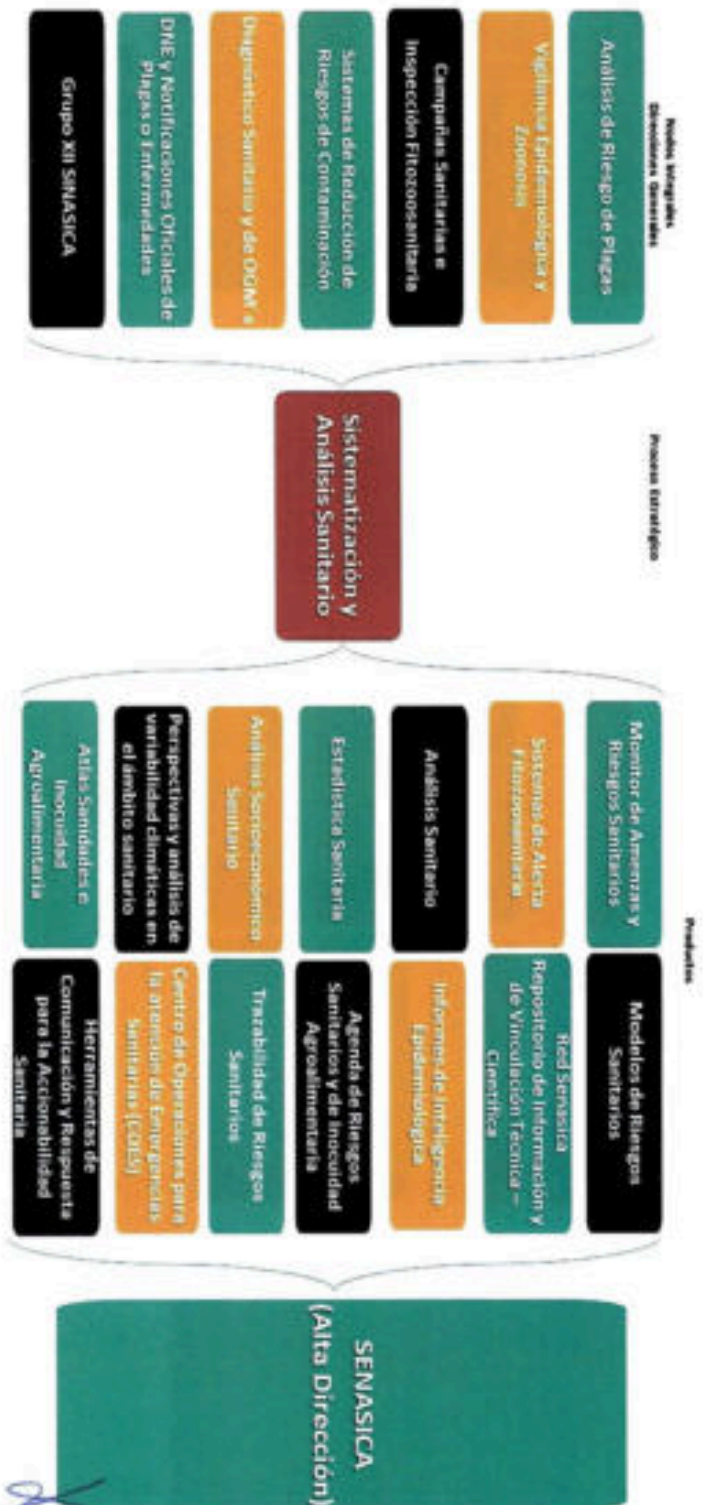 Nodos Integrales
Direcciones Generales
Análisis de Riesgo de Plagas
Vigilancia Epidemiológica y
Zoonosis
Campañas Sanitarias e
Inspección Fitozoosanitaria
Sistemas de Reducción de
Riesgos de Contaminación
Diagnóstico Sanitario y de OGM´s
DNE y Notificaciones Oficiales de
Plagas o Enfermedades
Grupo XII SINASICA
Proceso Estratégico
Sistematización y
Análisis Sanitario
Productos
Monitor de Amenzas y
Riesgos Sanitarios
Sistemas de Alerta
Análisis Sanitario
Estadística Sanitaria
Análisis Socioeconómico
Sanitario
Perspectivas y análisis de
variabilidad climáticas en
el ámbito sanitario
Atlas Sanidades e
Inocuidad
Agroalimentaria
Modelos de Riesgos
Sanitarios
Red Senasica
Repositorio de Información y
de Vinculación Técnica –
Científica
Informes de Inteligencia
Epidemiológica
Agenda de Riesgos
Sanitarios y de Inocuidad
Agroalimentaria
Trazabilidad de Riesgos
Sanitarios
Centro de Operaciones para
la atención de Emergencias
Sanitarias (COES)
Herramientas de
Comunicación y Respuesta
para la Accionabilidad
Sanitaria
SENASICA
(Alta Dirección)